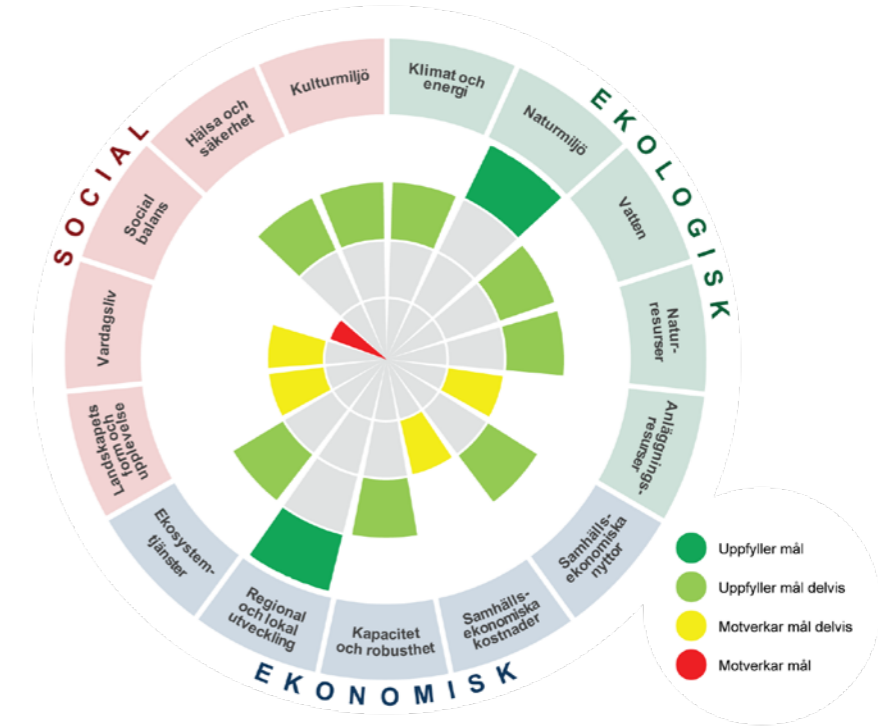 SOCIAL
EKOLOGISK
EKONOMISK
Klimat och
energi
Naturmiljö
Vatten
Natur-
resurser
Anläggnings-
resurser
Samhälls-
ekonomiska
nyttor
Samhälls-
ekonomiska
kostnader
Kapacitet
och robusthet
Regional
och lokal
utveckling
Ekosystem-
tjänster
Landskapets
form och
upplevelse
Vardagsliv
Social
balans
Hälsa och
säkerhet
Kulturmiljö
Uppfyller mål
Uppfyller mål delvis
Motverkar mål delvis
Motverkar mål